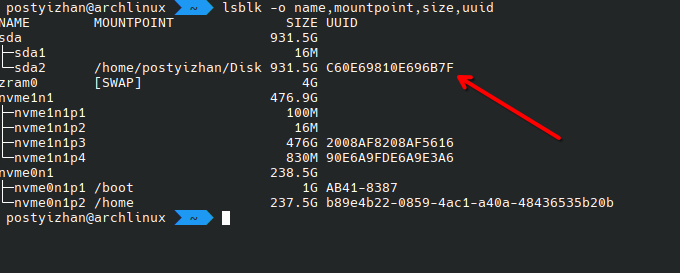 postyizhan@archlinux ~ lsblk -o name,mountpoint,size,uuid
NAME MOUNTPOINT SIZE UUID
sda 931.5G
├─sda1 16M
└─sda2 /home/postyizhan/Disk 931.5G C60E69810E696B7F
zram0 [SWAP] 4G
nvme1n1 476.9G
├─nvme1n1p1 100M
├─nvme1n1p2 16M
├─nvme1n1p3 476G 2008AF8208AF5616
└─nvme1n1p4 830M 90E6A9FDE6A9E3A6
nvme0n1 238.5G
├─nvme0n1p1 /boot 1G AB41-8387
└─nvme0n1p2 /home 237.5G b89e4b22-0859-4ac1-a40a-48436535b20b
postyizhan@archlinux ~